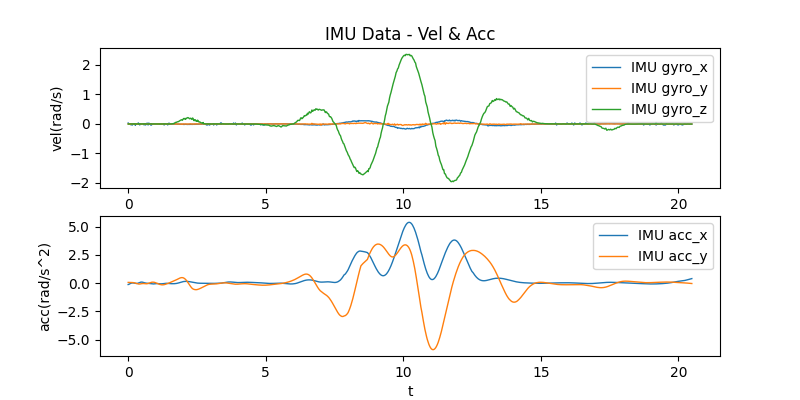 IMU Data - Vel & Acc
vel(rad/s)
2
1
0
−1
−2
IMU gyro_x
IMU gyro_y
IMU gyro_z
0 5 10 15 20
acc(rad/s^2)
5.0
2.5
0.0
−2.5
−5.0
IMU acc_x
IMU acc_y
0 5 10 15 20
t